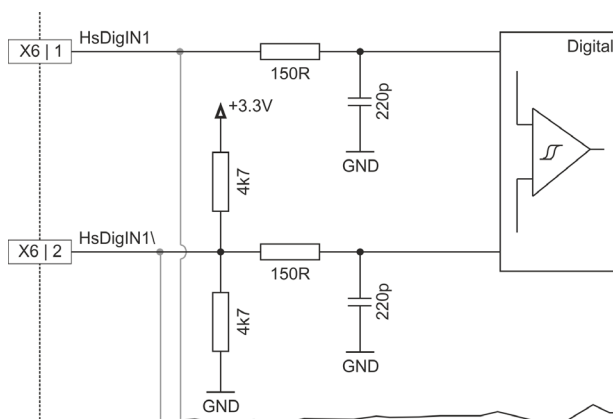 HsDigIN1
X6 | 1
Digital
150R
220p
+3.3V
GND
4k7
HsDigIN1\
X6 | 2
150R
220p
4k7
GND
GND